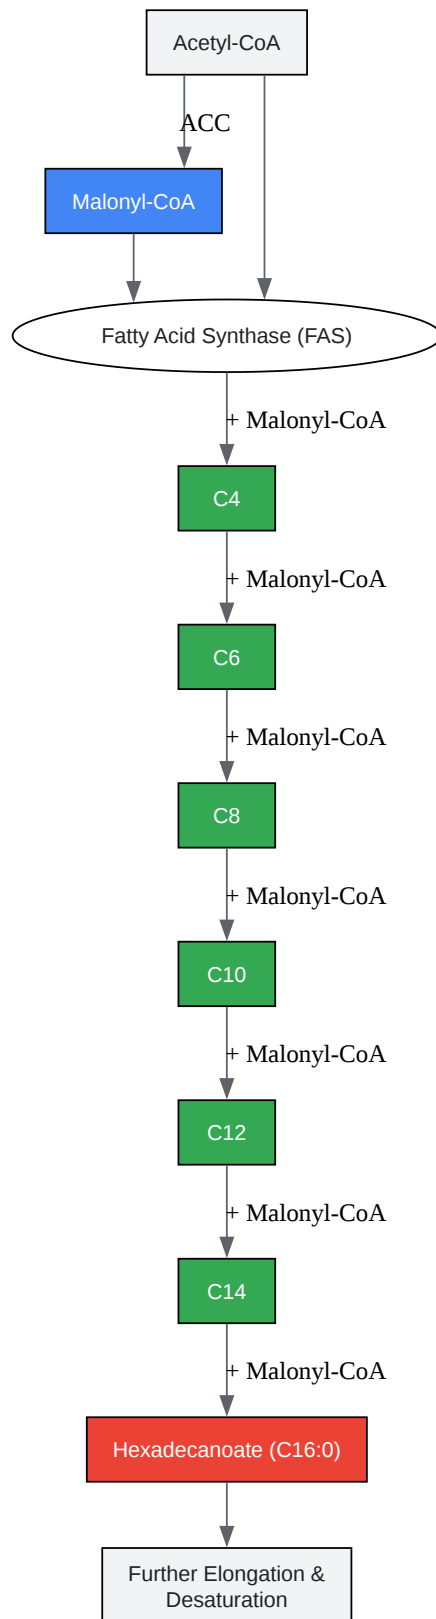 Acetyl-CoA
ACC
Malonyl-CoA
Fatty Acid Synthase (FAS)
+ Malonyl-CoA
C4
+ Malonyl-CoA
C6
+ Malonyl-CoA
C8
+ Malonyl-CoA
C10
+ Malonyl-CoA
C12
+ Malonyl-CoA
C14
+ Malonyl-CoA
Hexadecanoate (C16:0)
Further Elongation &
Desaturation